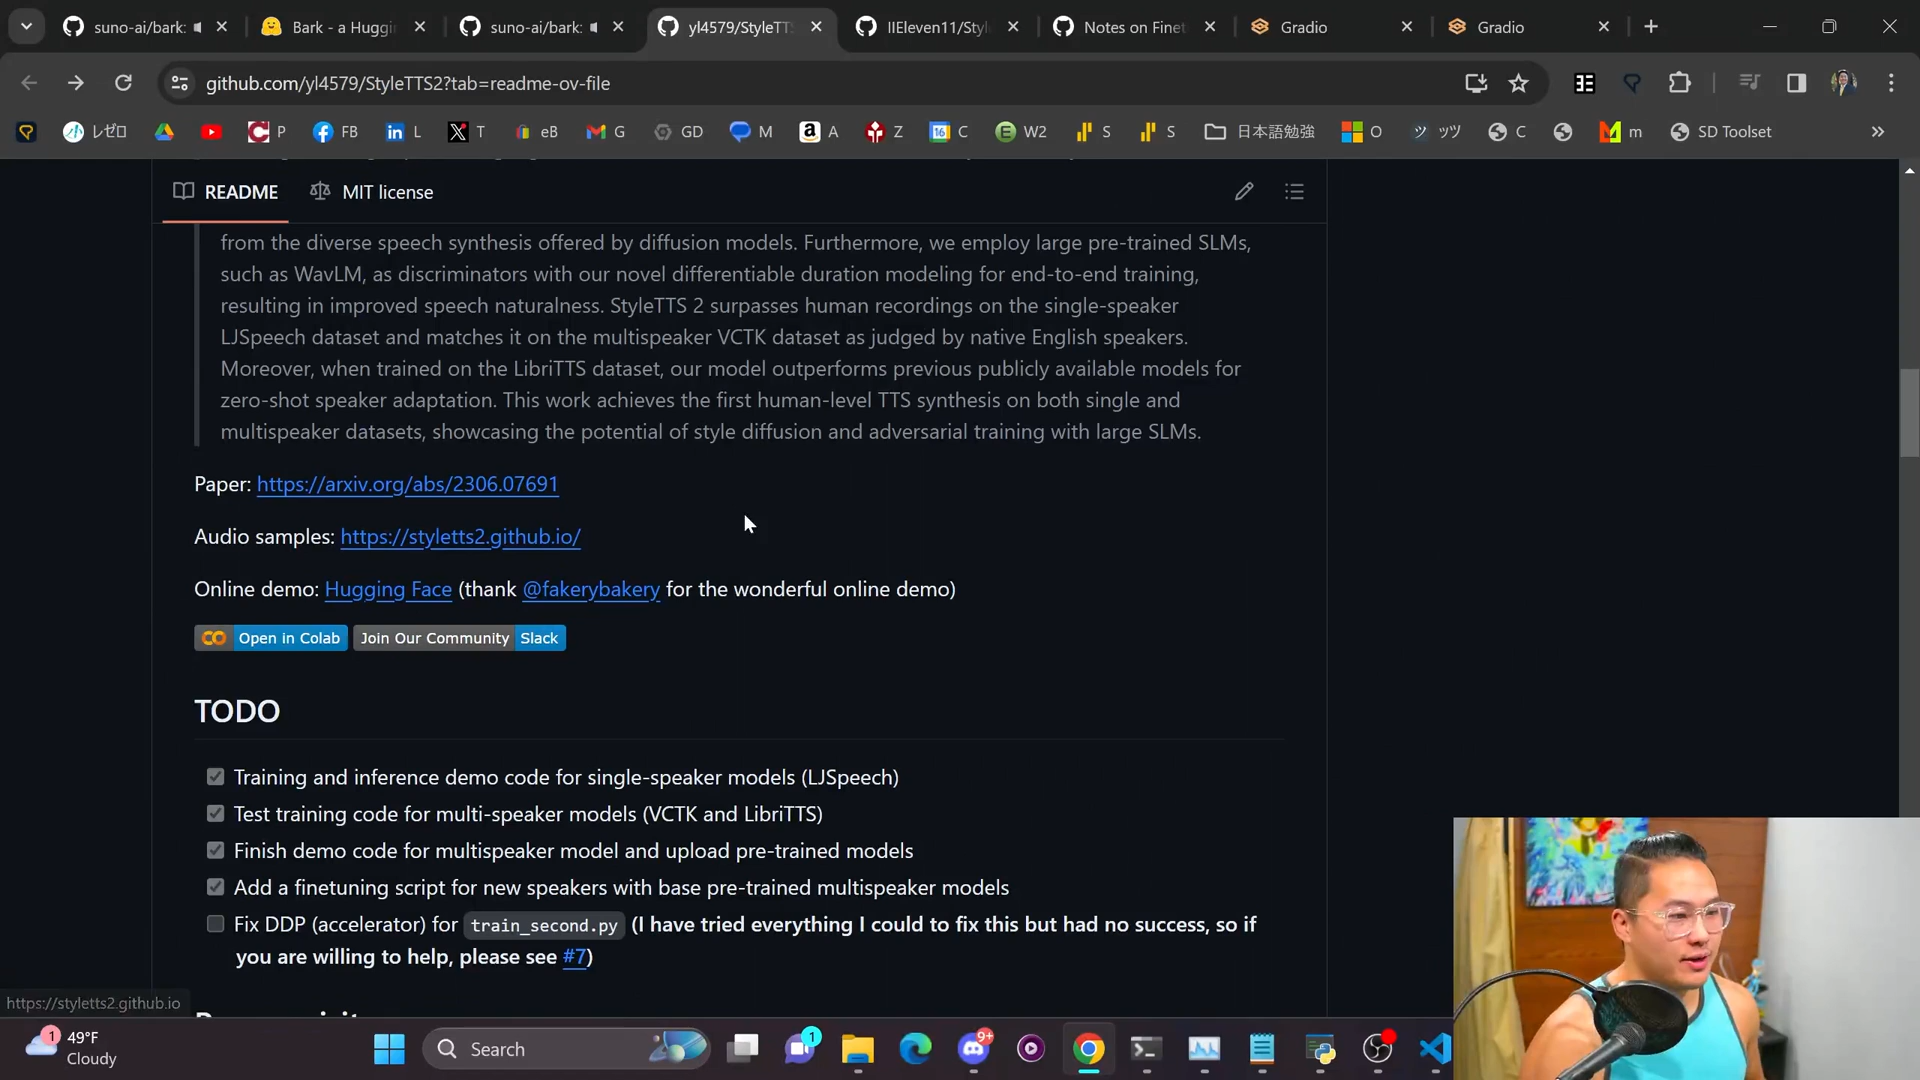 suno-ai/bark:
Bark - a Huggi
suno-ai/bark:
yl4579/StyleTTS
IIEleven11/Styl
Notes on Finet
Gradio
Gradio
github.com/yl4579/StyleTTS2?tab=readme-ov-file
レゼロ
P
FB
L
T
eB
G
GD
M
A
Z
C
W2
S
S
日本語勉強
O
ッツ
C
m
SD Toolset
README
MIT license
from the diverse speech synthesis offered by diffusion models. Furthermore, we employ large pre-trained SLMs,
such as WavLM, as discriminators with our novel differentiable duration modeling for end-to-end training,
resulting in improved speech naturalness. StyleTTS 2 surpasses human recordings on the single-speaker
LJSpeech dataset and matches it on the multispeaker VCTK dataset as judged by native English speakers.
Moreover, when trained on the LibriTTS dataset, our model outperforms previous publicly available models for
zero-shot speaker adaptation. This work achieves the first human-level TTS synthesis on both single and
multispeaker datasets, showcasing the potential of style diffusion and adversarial training with large SLMs.
Paper: https://arxiv.org/abs/2306.07691
Audio samples: https://styletts2.github.io/
Online demo: Hugging Face (thank @fakerybakery for the wonderful online demo)
Open in Colab
Join Our Community Slack
TODO
Training and inference demo code for single-speaker models (LJSpeech)
Test training code for multi-speaker models (VCTK and LibriTTS)
Finish demo code for multispeaker model and upload pre-trained models
Add a finetuning script for new speakers with base pre-trained multispeaker models
Fix DDP (accelerator) for train_second.py (I have tried everything I could to fix this but had no success, so if
you are willing to help, please see #7)
https://styletts2.github.io
1
49°F
Cloudy
Search
1
9+